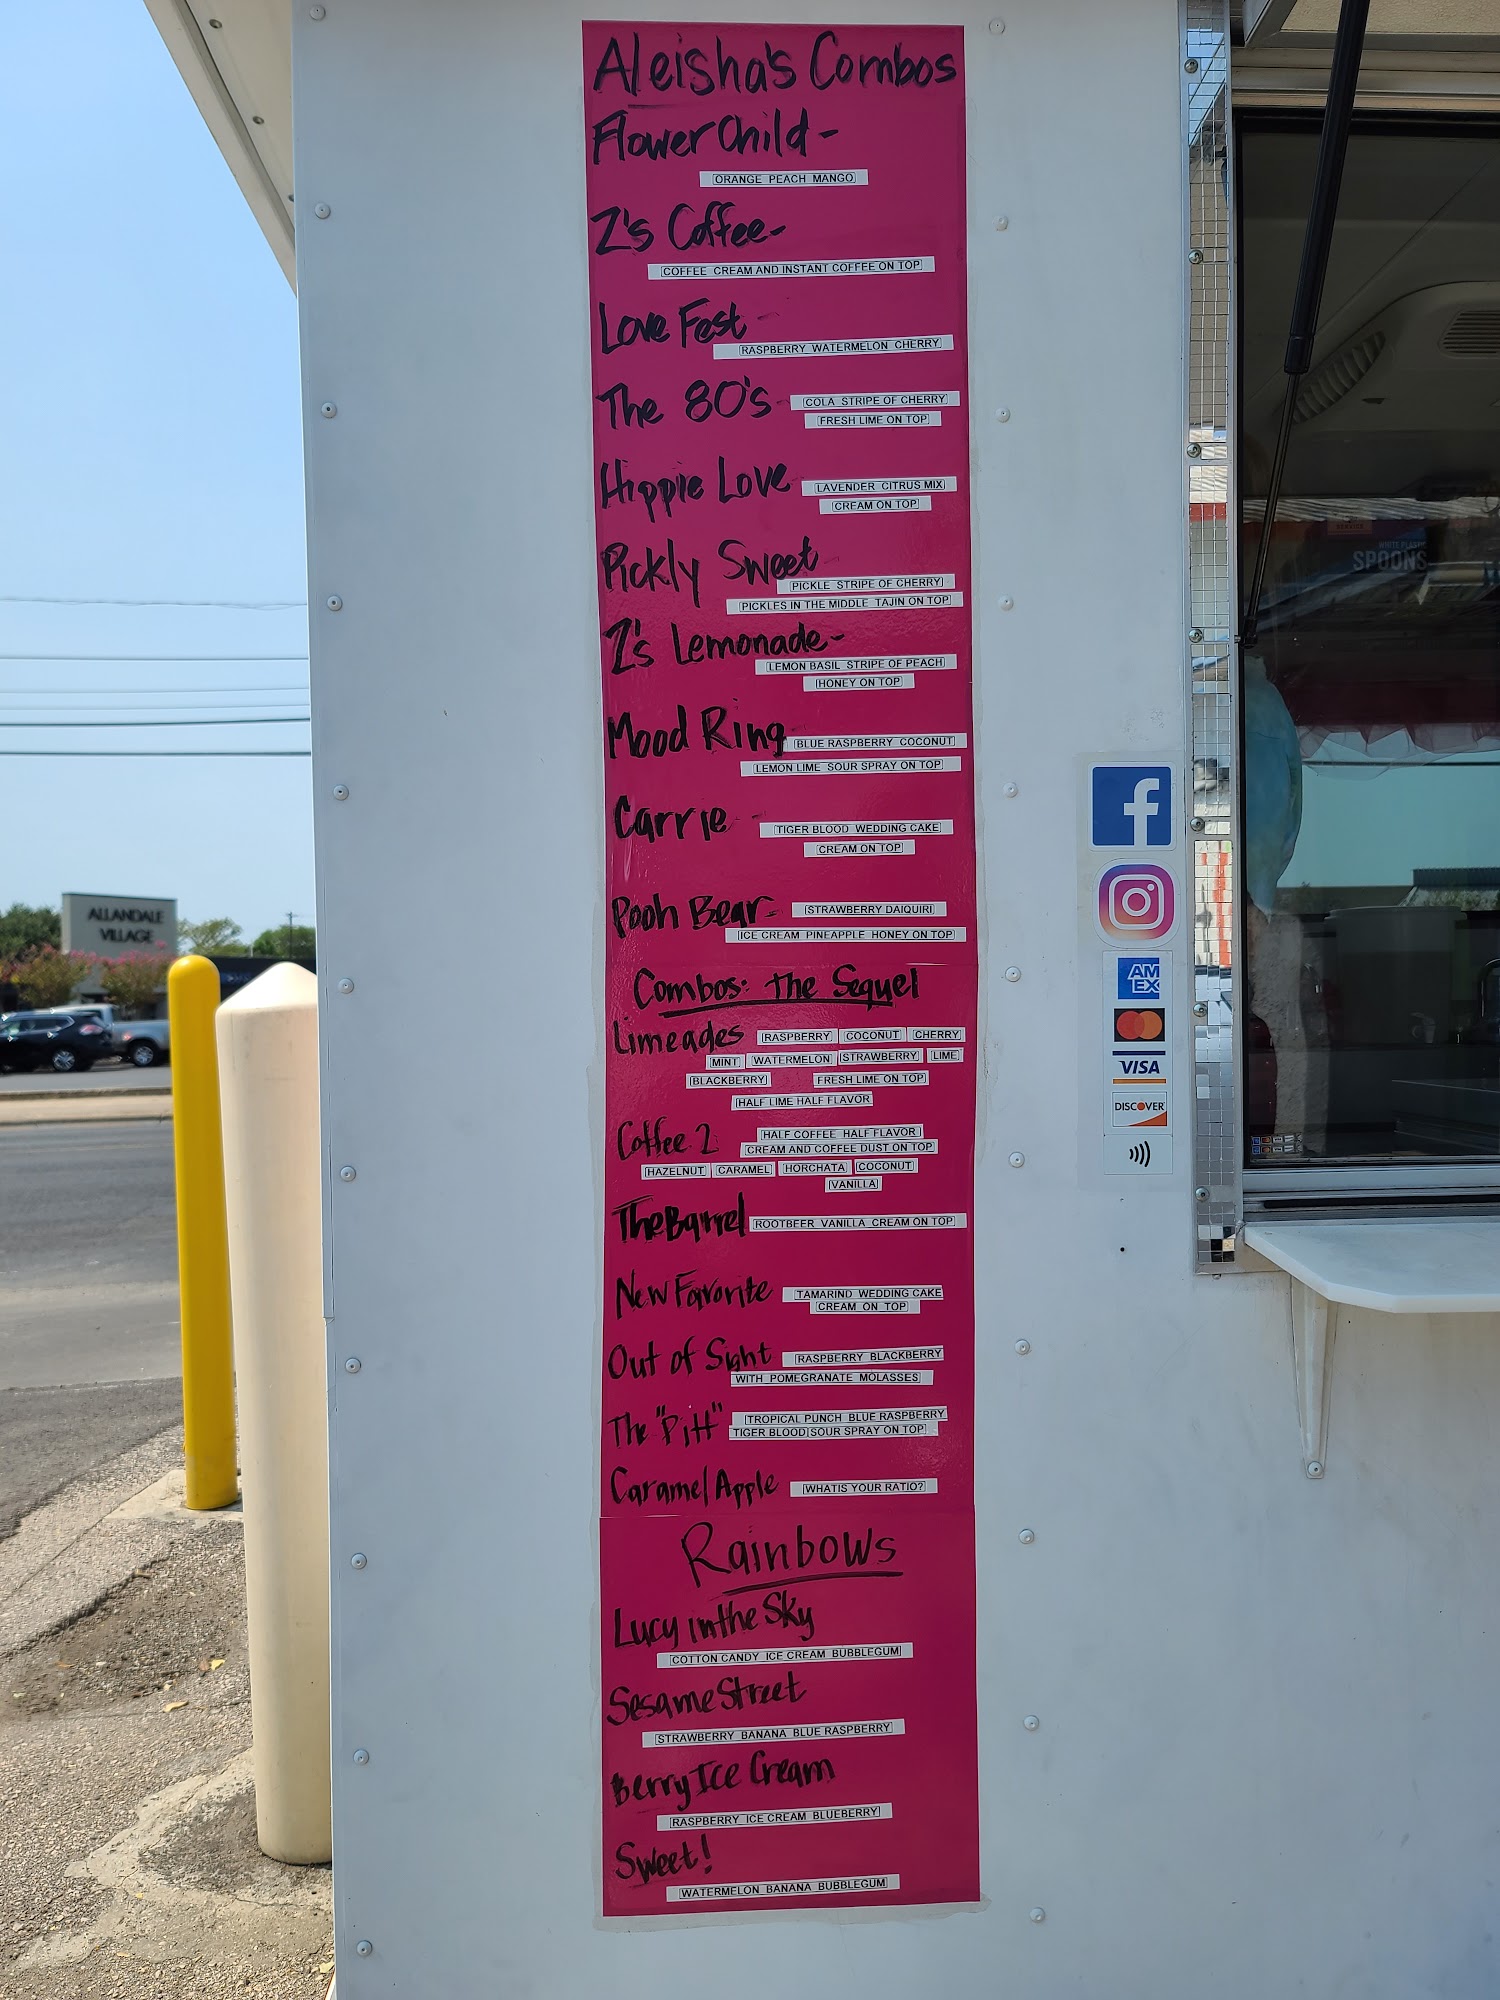 Aleisha's Combos
Flower Child -
ORANGE PEACH MANGO
Z's Coffee-
COFFEE CREAM AND INSTANT COFFEE ON TOP
Love Fest -
RASPBERRY WATERMELON CHERRY
The 80's COLA STRIPE OF CHERRY
FRESH LIME ON TOP
Hippie Love LAVENDER CITRUS MIX
CREAM ON TOP
Pickly Sweet
PICKLE STRIPE OF CHERRY
PICKLES IN THE MIDDLE TAJIN ON TOP
Z's Lemonade-
LEMON BASIL STRIPE OF PEACH
HONEY ON TOP
Mood Ring BLUE RASPBERRY COCONUT
LEMON LIME SOUR SPRAY ON TOP
Carrie - TIGER BLOOD WEDDING CAKE
CREAM ON TOP
Pooh Bear- STRAWBERRY DAIQUIRI
ICE CREAM PINEAPPLE HONEY ON TOP
Combos: the Sequel
Limeades RASPBERRY COCONUT CHERRY
MINT WATERMELON STRAWBERRY LIME
BLACKBERRY FRESH LIME ON TOP
HALF LIME HALF FLAVOR
Coffee 2 HALF COFFEE HALF FLAVOR
CREAM AND COFFEE DUST ON TOP
HAZELNUT CARAMEL HORCHATA COCONUT
VANILLA
The Barrel ROOTBEER VANILLA CREAM ON TOP
New Favorite TAMARIND WEDDING CAKE
CREAM ON TOP
Out of Sight RASPBERRY BLACKBERRY
WITH POMEGRANATE MOLASSES
The "Pitt" TROPICAL PUNCH BLUE RASPBERRY
TIGER BLOOD SOUR SPRAY ON TOP
Caramel Apple WHATIS YOUR RATIO?
Rainbows
Lucy in the Sky
COTTON CANDY ICE CREAM BUBBLEGUM
Sesame Street
STRAWBERRY BANANA BLUE RASPBERRY
Berry Ice Cream
RASPBERRY ICE CREAM BLUEBERRY
Sweet!
WATERMELON BANANA BUBBLEGUM
ALLANDALE
VILLAGE
WHITE PLASTIC
SPOONS
f
AM
EX
VISA
DISCOVER